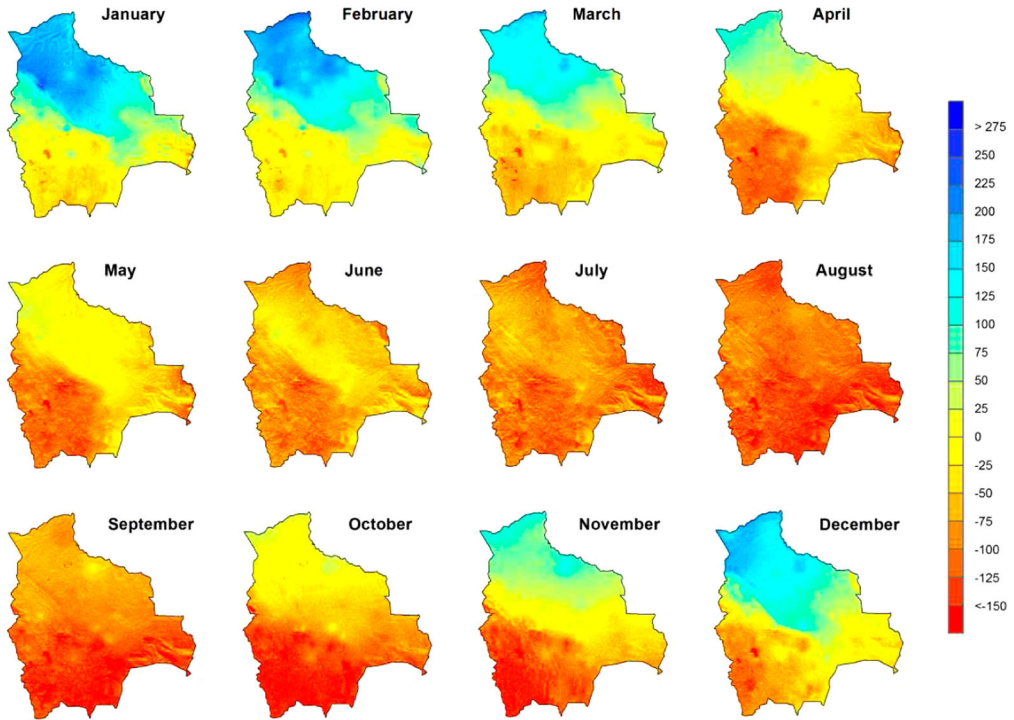 January
February
March
April
May
June
July
August
September
October
November
December
> 275
250
225
200
175
150
125
100
75
50
25
0
-25
-50
-75
-100
-125
<-150